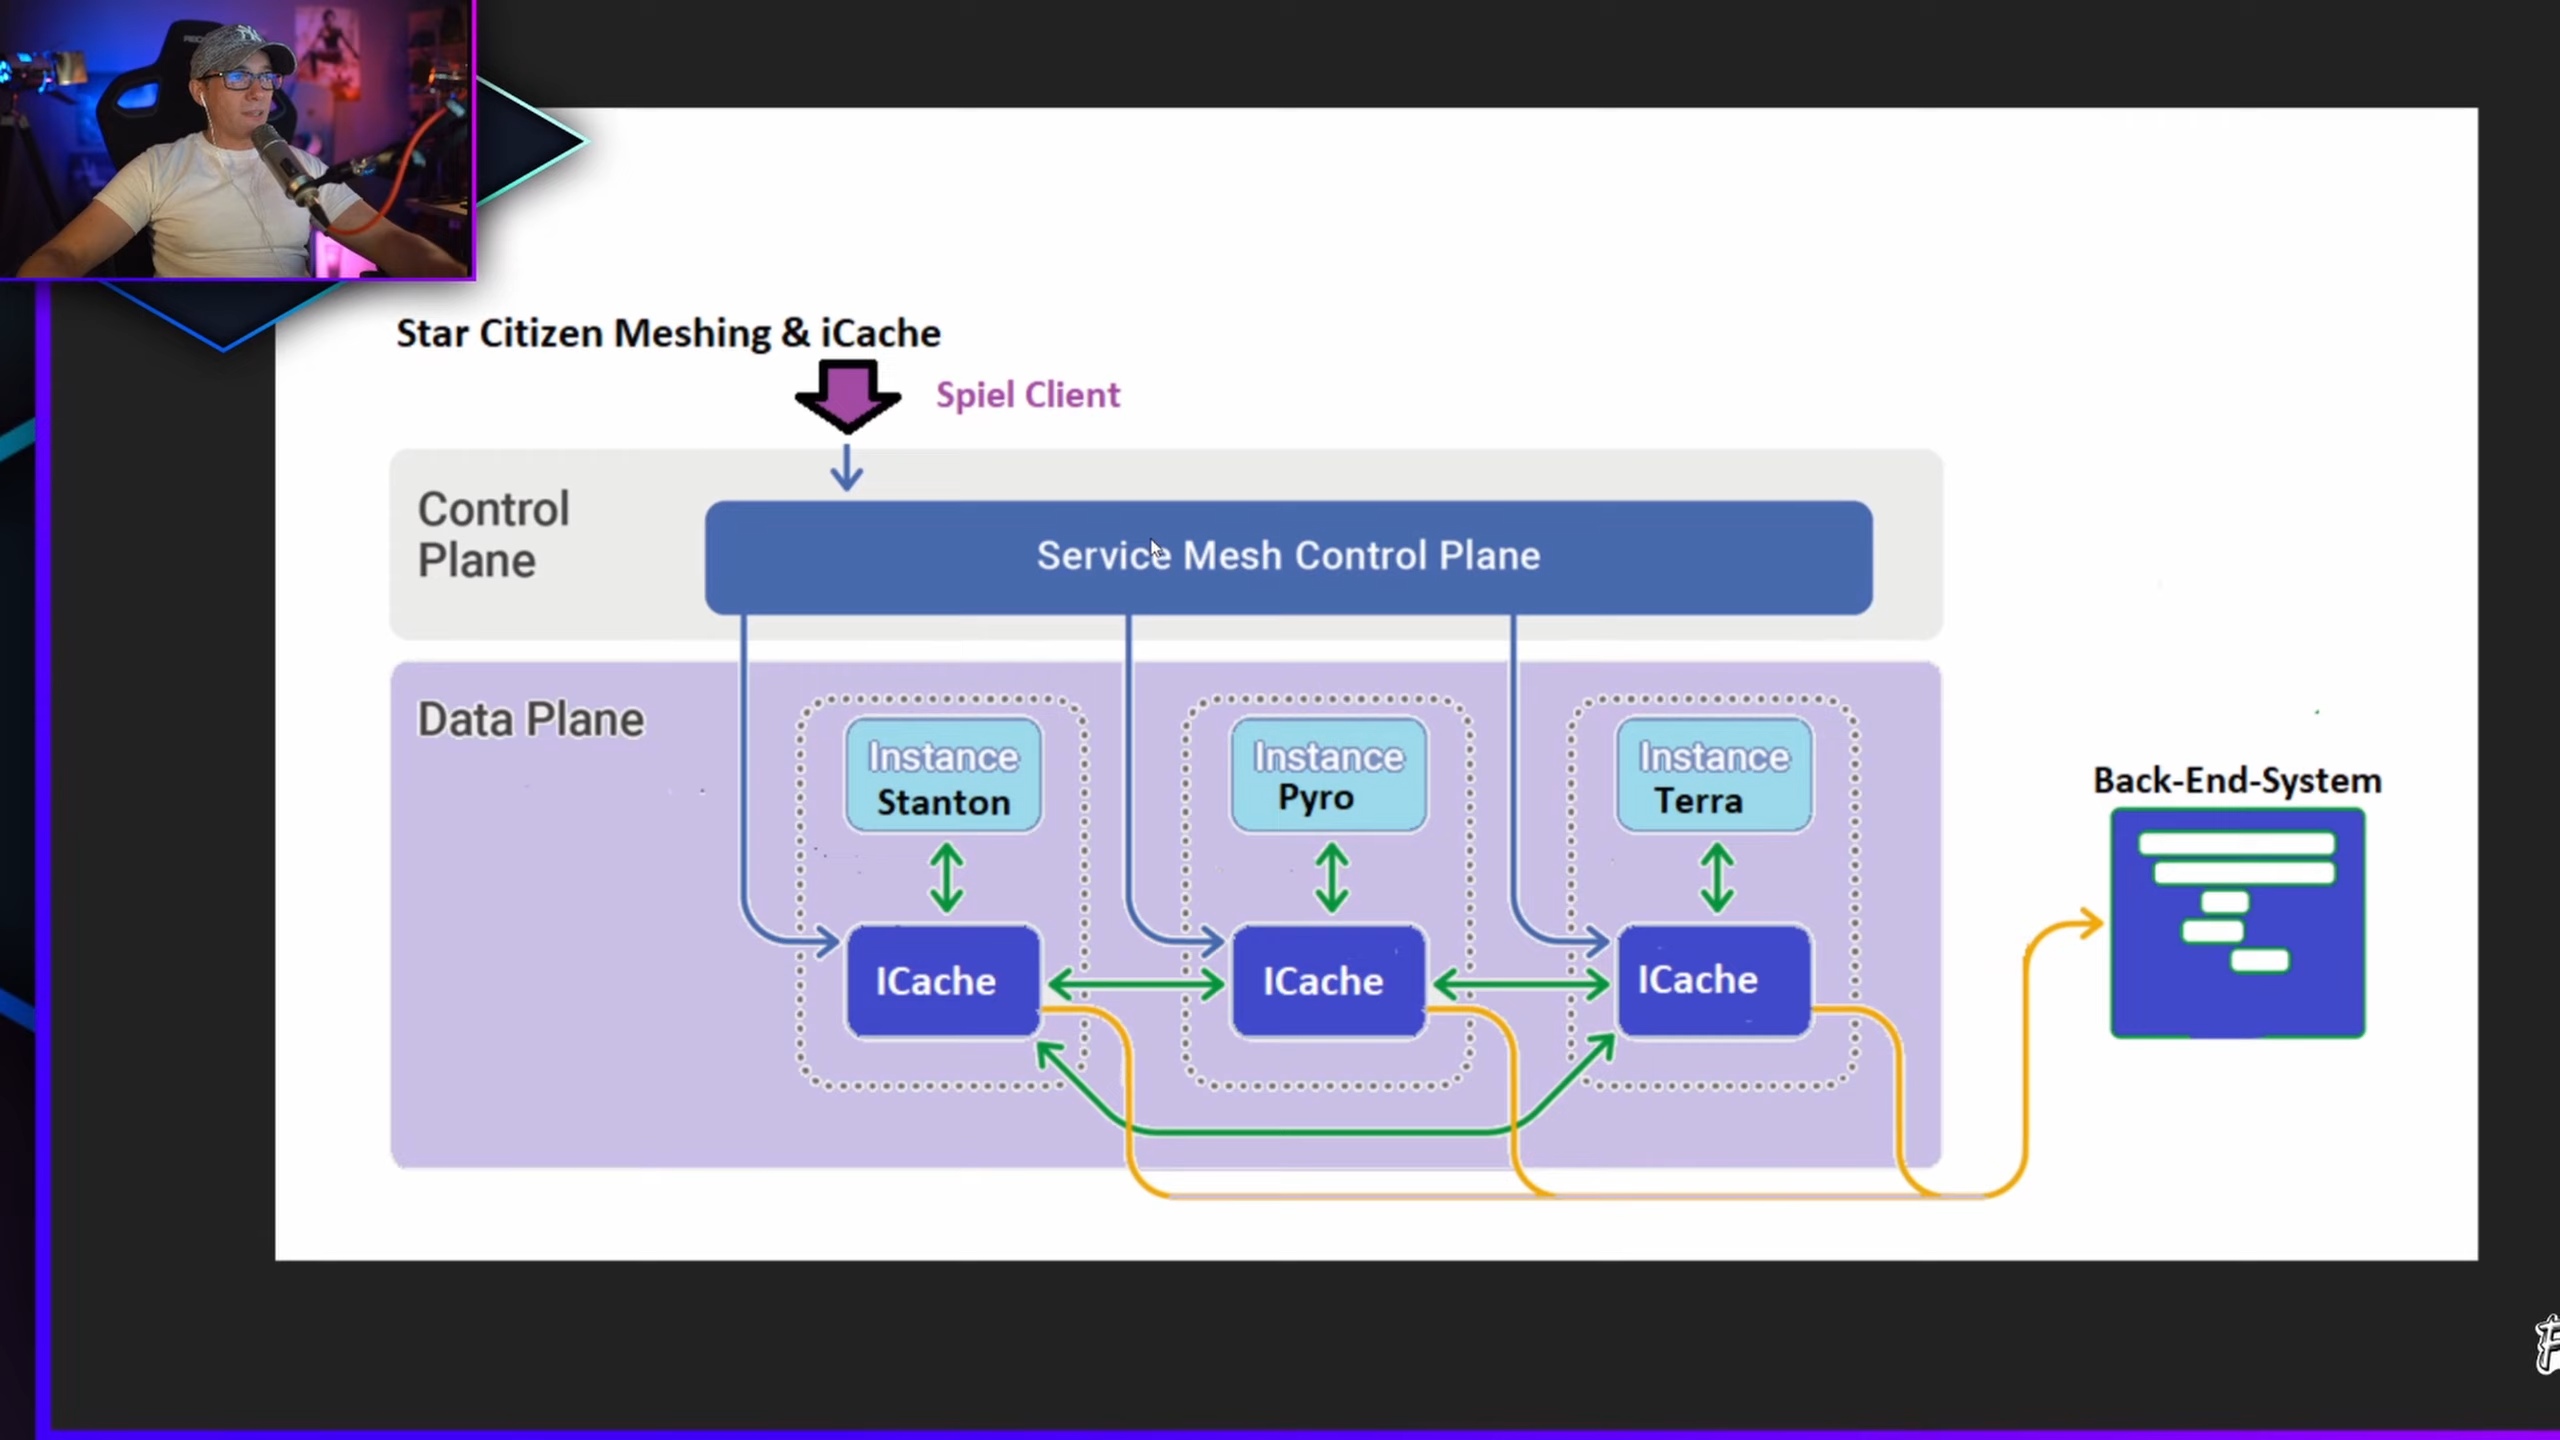 Star Citizen Meshing & iCache
Spiel Client
Control
Plane
Service Mesh Control Plane
Data Plane
Instance
Stanton
Instance
Pyro
Instance
Terra
Back-End-System
ICache
ICache
ICache